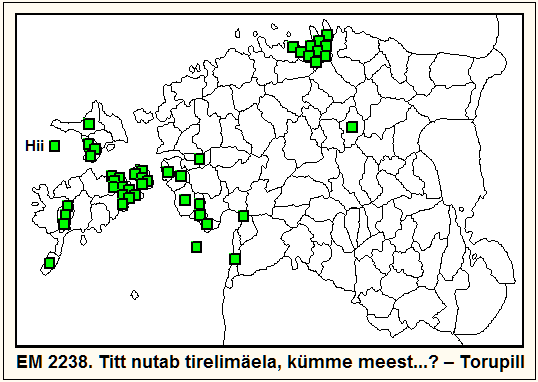 Hii
EM 2238. Titt nutab tirelimäela, kümme meest...? – Torupill